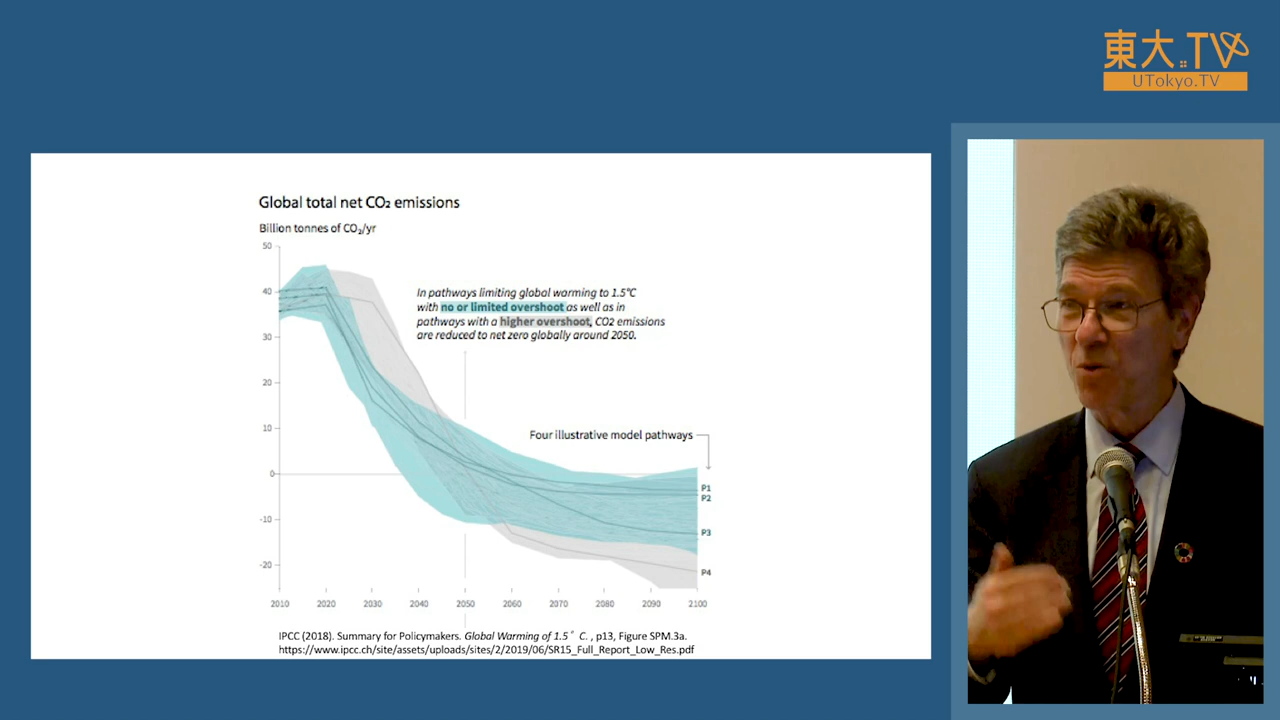 東大.TV
UTokyo.TV
Global total net CO₂ emissions
Billion tonnes of CO₂/yr
50
40
30
20
10
0
-10
-20
In pathways limiting global warming to 1.5°C
with no or limited overshoot as well as in
pathways with a higher overshoot, CO2 emissions
are reduced to net zero globally around 2050.
Four illustrative model pathways
P1
P2
P3
P4
2010 2020 2030 2040 2050 2060 2070 2080 2090 2100
IPCC (2018). Summary for Policymakers. Global Warming of 1.5 ° C. , p13, Figure SPM.3a.
https://www.ipcc.ch/site/assets/uploads/sites/2/2019/06/SR15_Full_Report_Low_Res.pdf